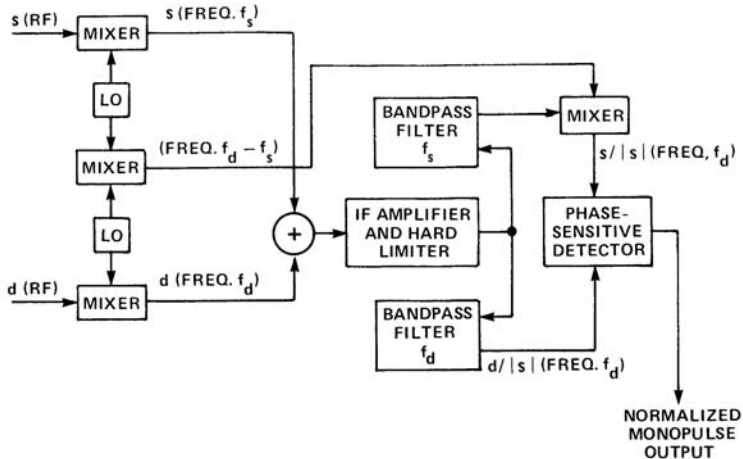 s (RF)
MIXER
s (FREQ. f_s)
LO
MIXER
(FREQ. f_d − f_s)
LO
d (RF)
MIXER
d (FREQ. f_d)
+
IF AMPLIFIER
AND HARD
LIMITER
BANDPASS
FILTER
f_s
BANDPASS
FILTER
f_d
MIXER
s/|s| (FREQ, f_d)
PHASE-
SENSITIVE
DETECTOR
d/|s| (FREQ. f_d)
NORMALIZED
MONOPULSE
OUTPUT